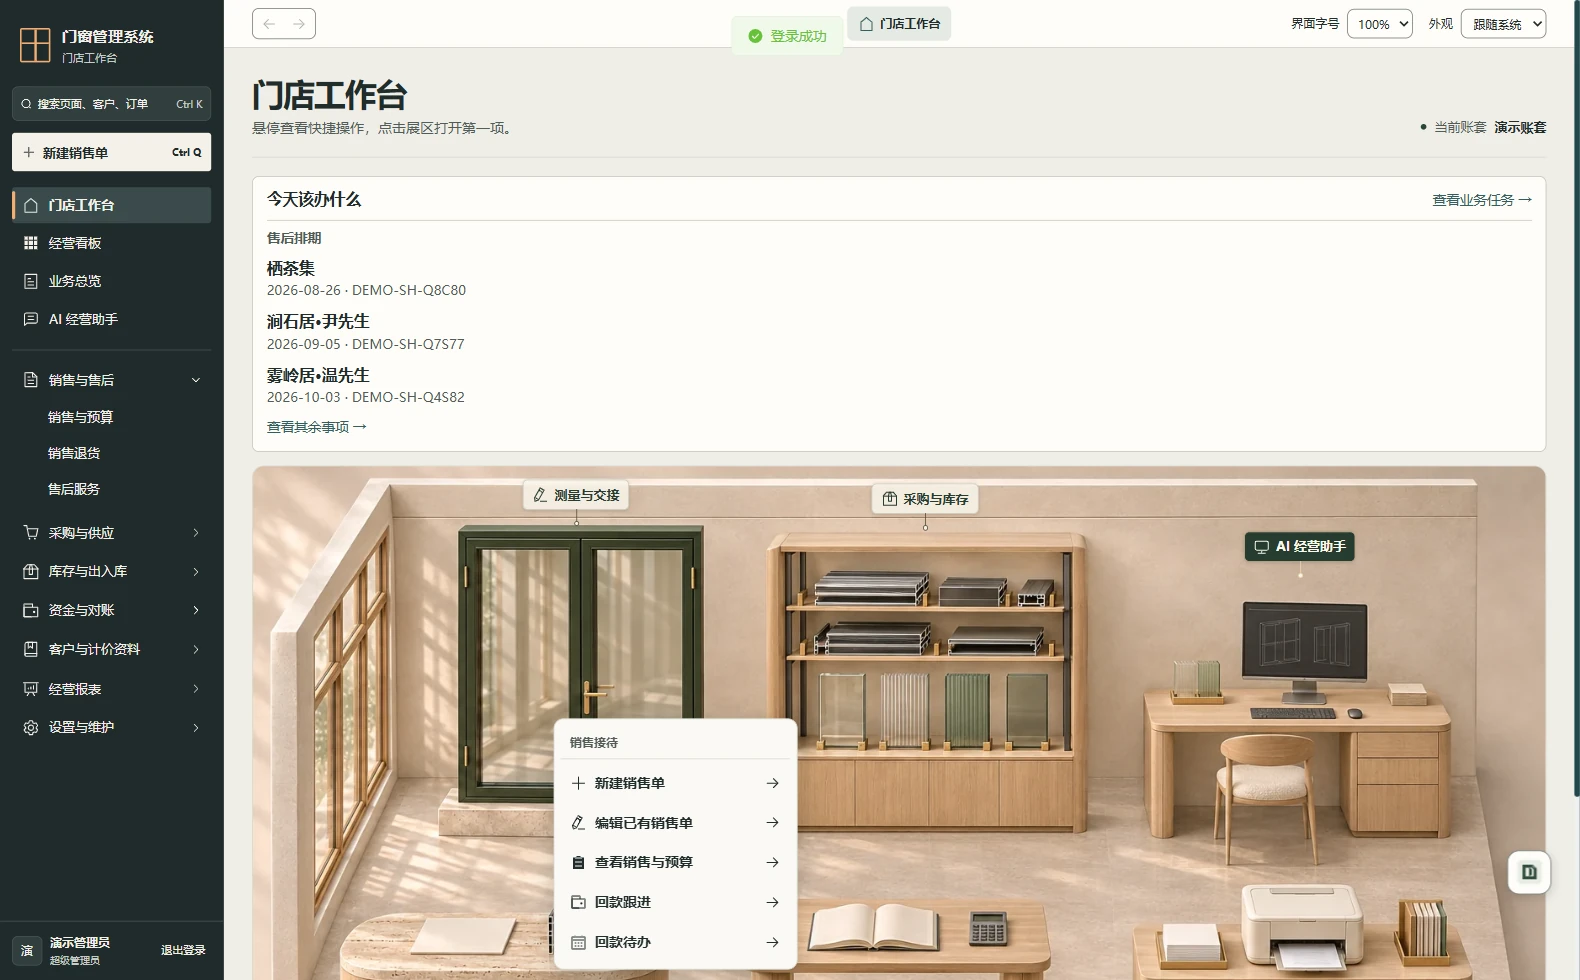 门窗管理系统
门店工作台
搜索页面、客户、订单 Ctrl K
新建销售单 Ctrl Q
门店工作台
经营看板
业务总览
AI 经营助手
销售与售后
销售与预算
销售退货
售后服务
采购与供应
库存与出入库
资金与对账
客户与计价资料
经营报表
设置与维护
演 演示管理员
超级管理员
退出登录
登录成功
门店工作台
界面字号 100% 外观 跟随系统
门店工作台
悬停查看快捷操作，点击展区打开第一项。
当前账套 演示账套
今天该办什么 查看业务任务 →
售后排期
栖茶集
2026-08-26 · DEMO-SH-Q8C80
涧石居•尹先生
2026-09-05 · DEMO-SH-Q7S77
雾岭居•温先生
2026-10-03 · DEMO-SH-Q4S82
查看其余事项 →
测量与交接
采购与库存
AI 经营助手
销售接待
新建销售单 →
编辑已有销售单 →
查看销售与预算 →
回款跟进 →
回款待办 →